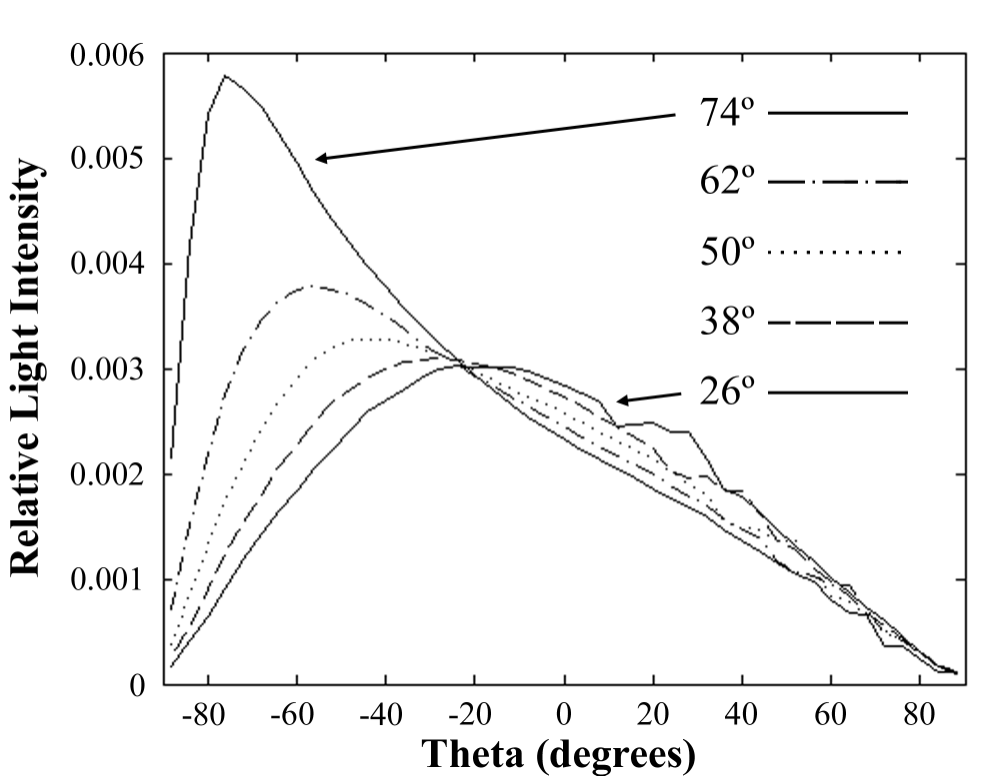 0.006
0.005
0.004
0.003
0.002
0.001
0
Relative Light Intensity
74º
62º
50º
38º
26º
-80 -60 -40 -20 0 20 40 60 80
Theta (degrees)